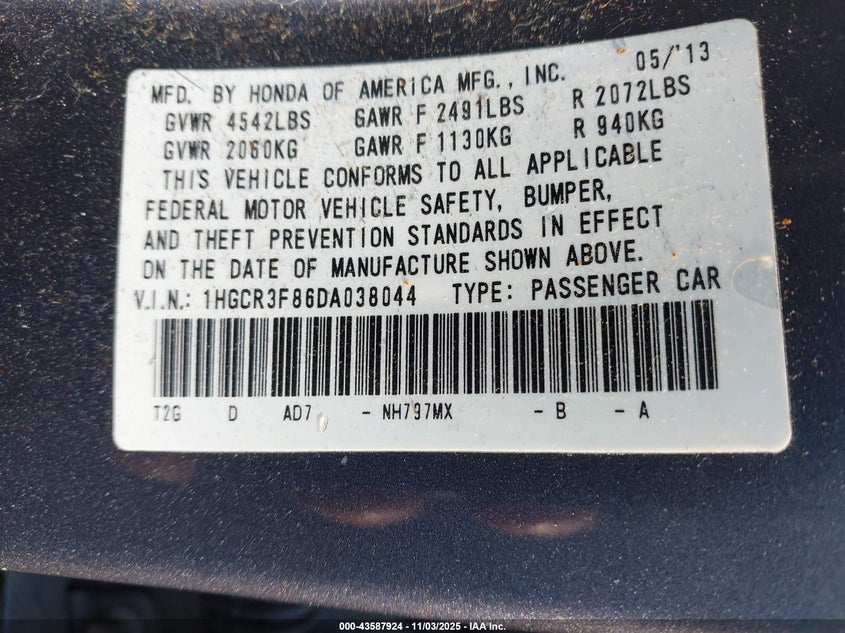 MFD. BY HONDA OF AMERICA MFG., INC. 05/'13
GVWR 4542LBS GAWR F 2491LBS R 2072LBS
GVWR 2060KG GAWR F 1130KG R 940KG
THIS VEHICLE CONFORMS TO ALL APPLICABLE
FEDERAL MOTOR VEHICLE SAFETY, BUMPER,
AND THEFT PREVENTION STANDARDS IN EFFECT
ON THE DATE OF MANUFACTURE SHOWN ABOVE.
V.I.N.: 1HGCR3F86DA038044 TYPE: PASSENGER CAR
T2G D AD7 - NH797MX - B - A
000-43587924 - 11/03/2025 - IAA Inc.